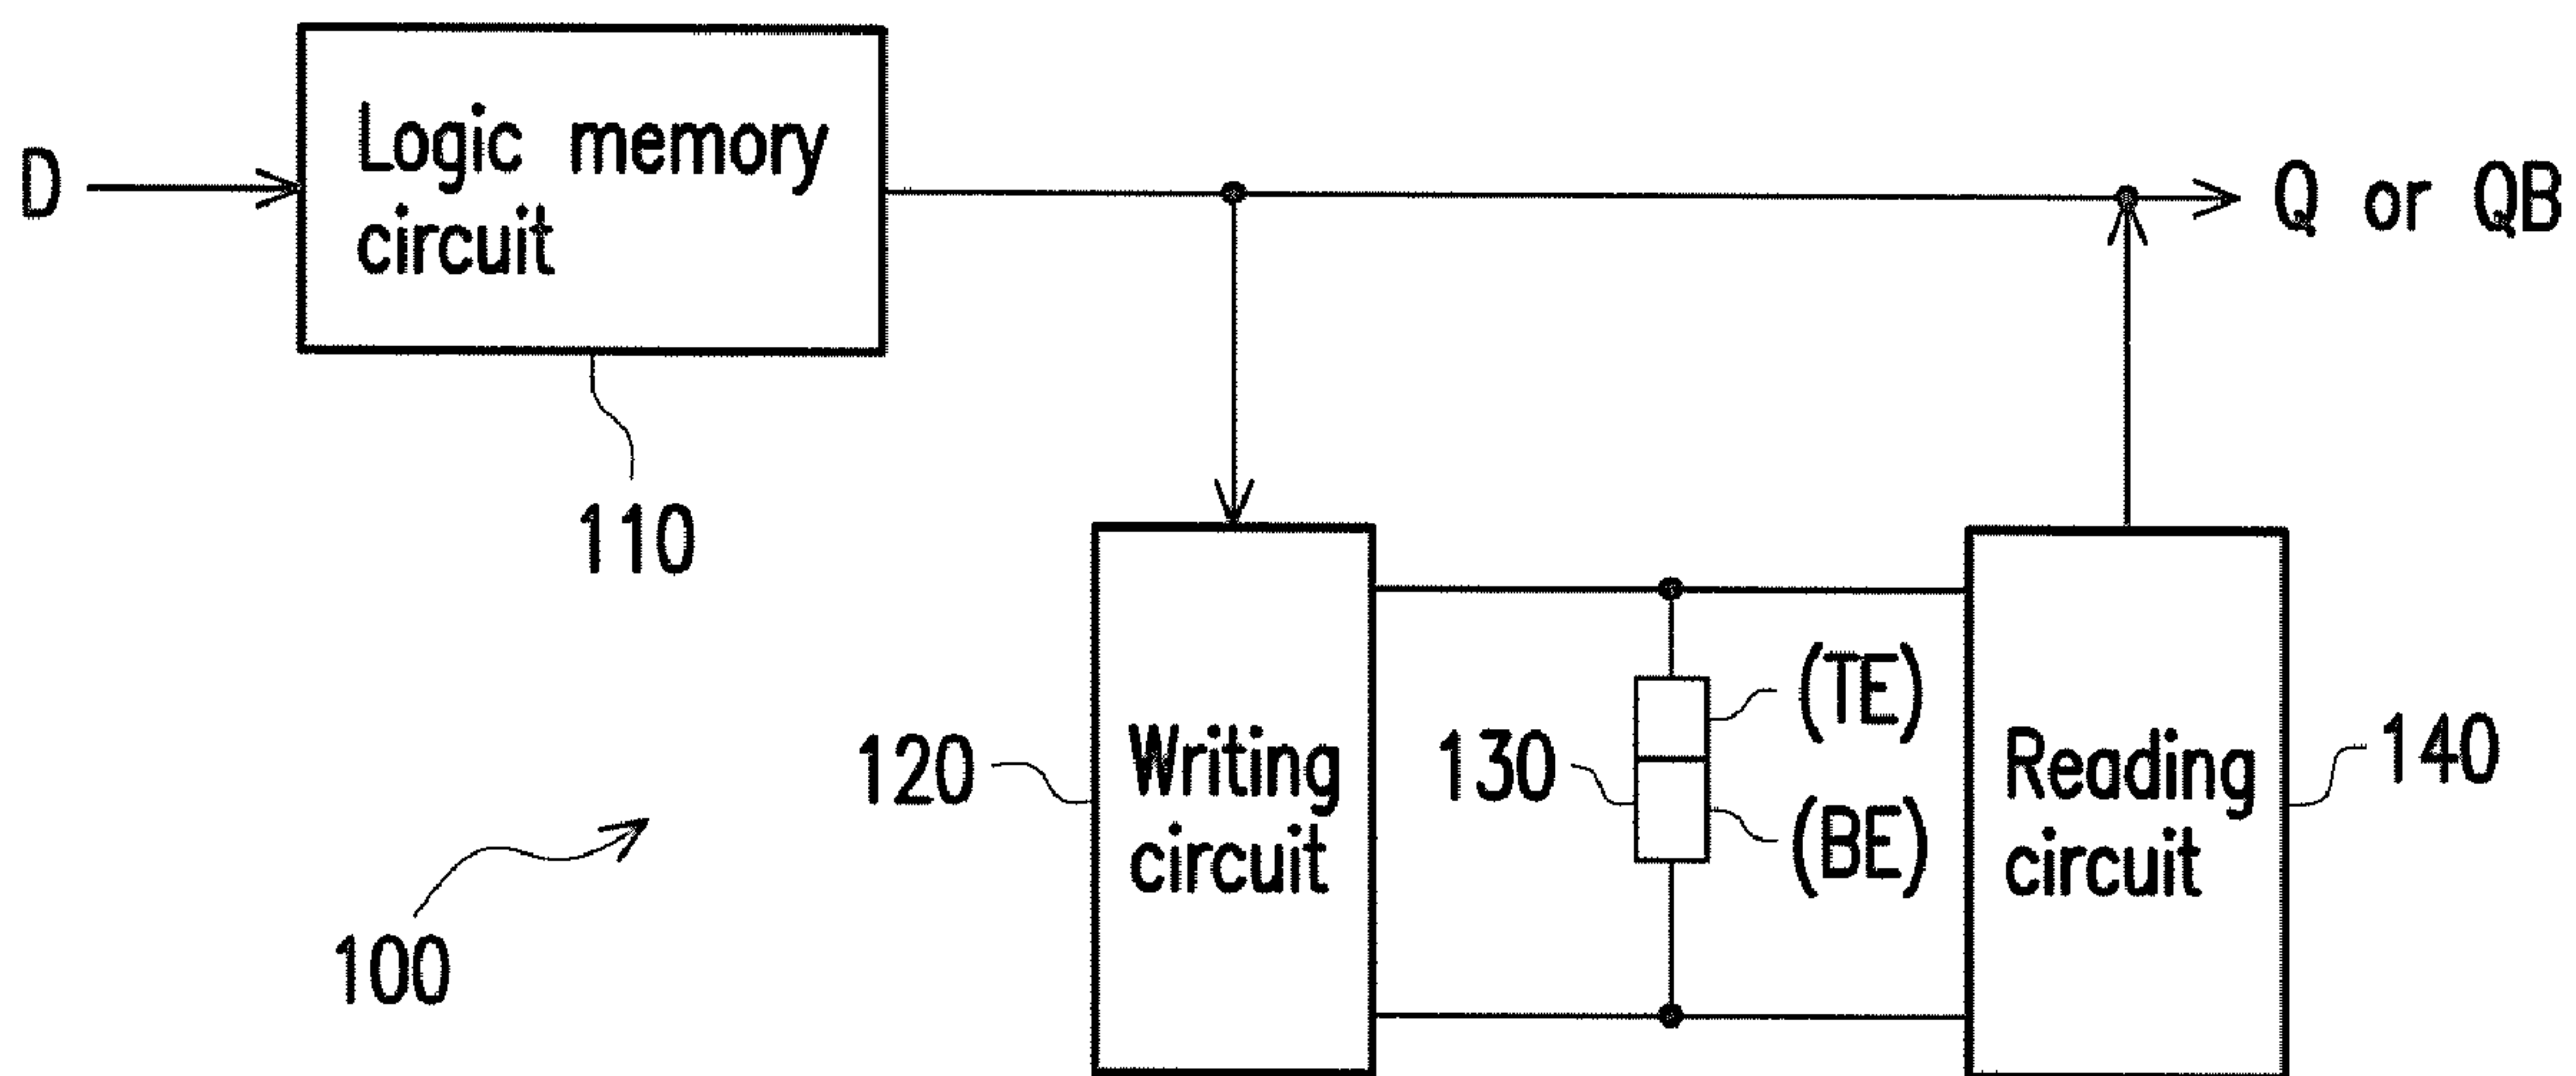 D
Logic memory
circuit
Q or QB
110
(TE)
120
Writing
circuit
130
(BE)
Reading
circuit
140
100